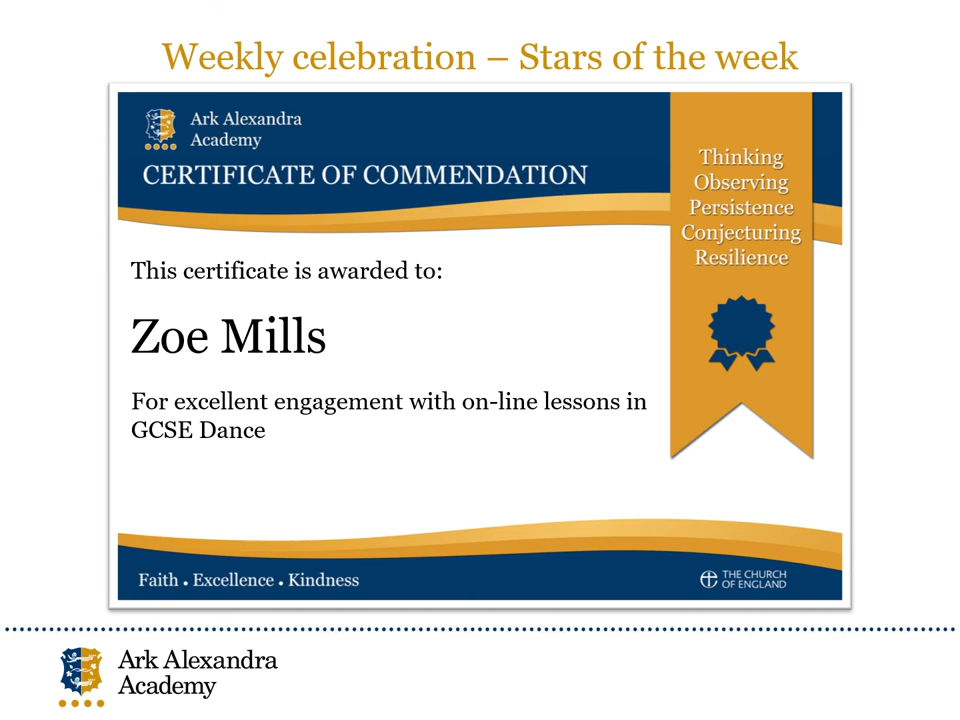 Weekly celebration – Stars of the week
Ark Alexandra
Academy
CERTIFICATE OF COMMENDATION
Thinking
Observing
Persistence
Conjecturing
Resilience
This certificate is awarded to:
Zoe Mills
For excellent engagement with on-line lessons in
GCSE Dance
Faith • Excellence • Kindness
THE CHURCH
OF ENGLAND
Ark Alexandra
Academy